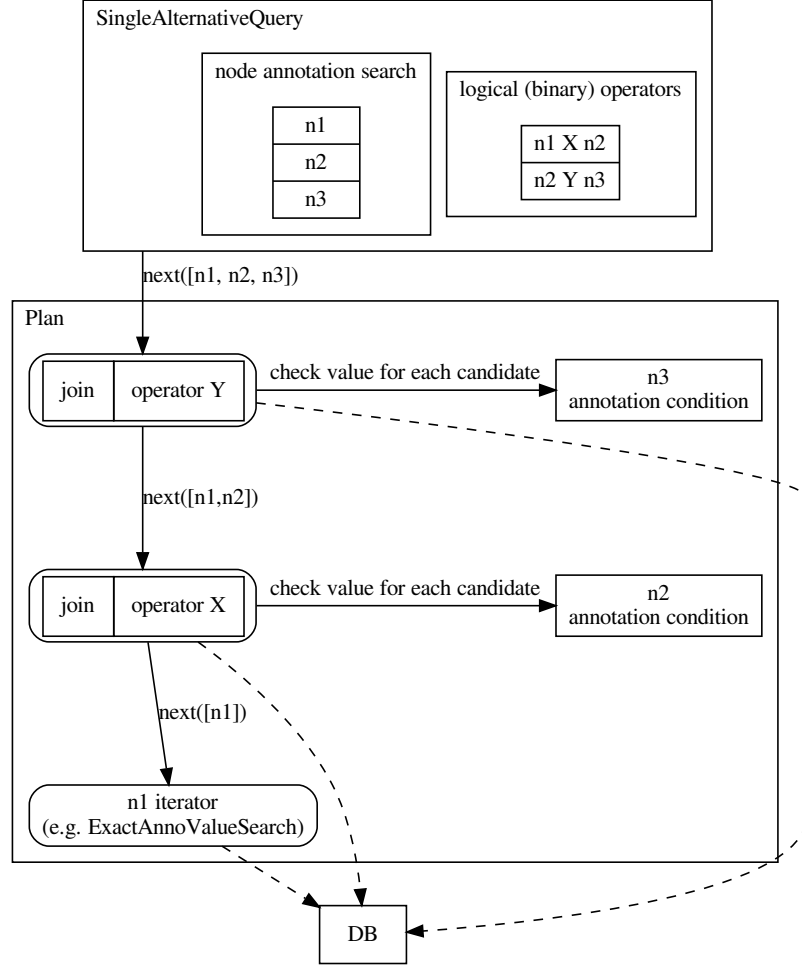 SingleAlternativeQuery
node annotation search
n1
n2
n3
logical (binary) operators
n1 X n2
n2 Y n3
next([n1, n2, n3])
Plan
join
operator Y
check value for each candidate
n3
annotation condition
next([n1,n2])
join
operator X
check value for each candidate
n2
annotation condition
next([n1])
n1 iterator
(e.g. ExactAnnoValueSearch)
DB